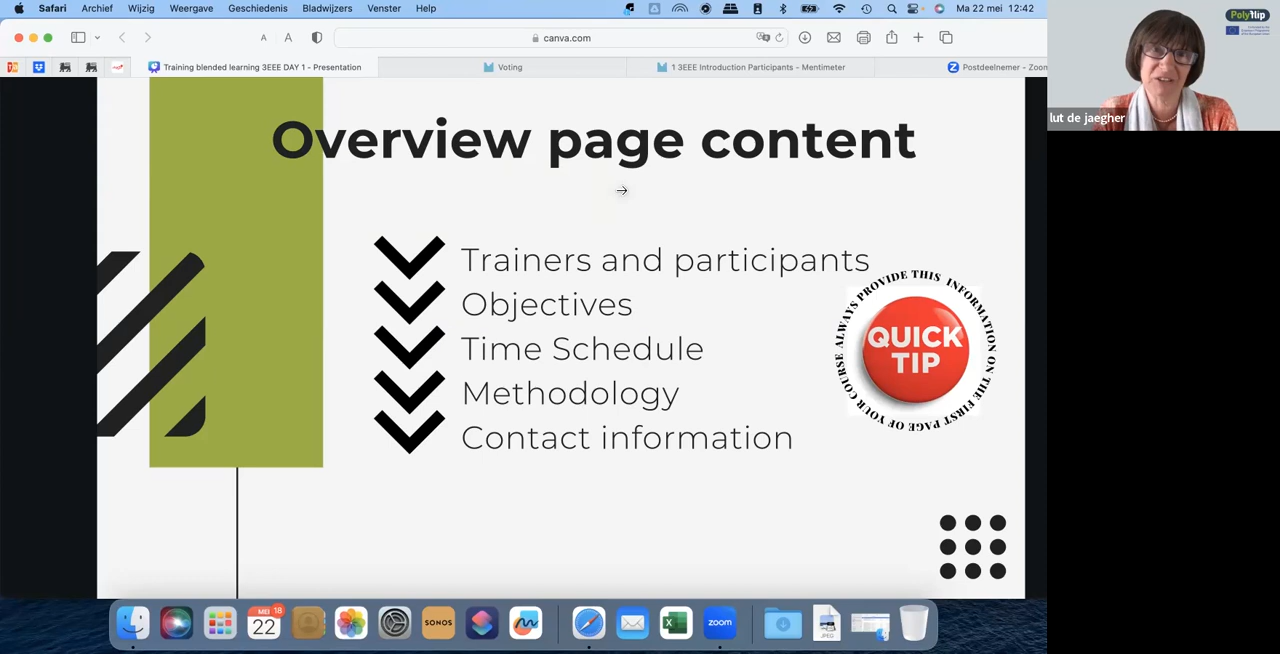 Safari Archief Wijzig Weergave Geschiedenis Bladwijzers Venster Help Ma 22 mei 12:42
A A canva.com
Training blended learning 3EEE DAY 1 - Presentation Voting 1 3EEE Introduction Participants - Mentimeter Postdeelnemer - Zoom
PolyFlip
lut de jaegher
Overview page content
Trainers and participants
Objectives
Time Schedule
Methodology
Contact information
ALWAYS PROVIDE THIS INFORMATION ON THE FIRST PAGE OF YOUR COURSE
QUICK
TIP
MEI 18
22
SONOS
X
zoom
JPEG